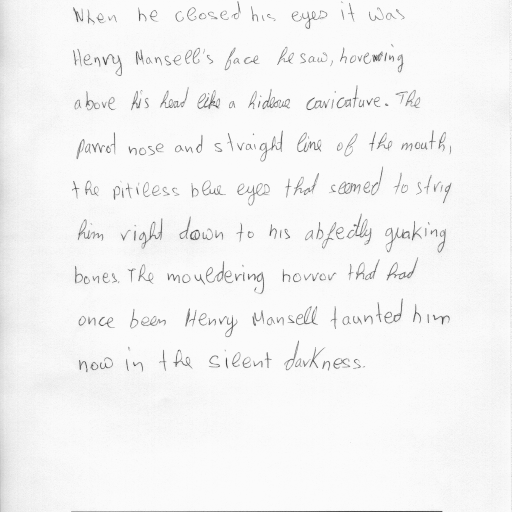 When he closed his eyes it was
Henry Mansell's face he saw, hovering
above his head like a hideous caricature. The
parrot nose and straight line of the mouth,
the pitiless blue eyes that seemed to strip
him right down to his abjectly quaking
bones. The mouldering horror that had
once been Henry Mansell taunted him
now in the silent darkness.